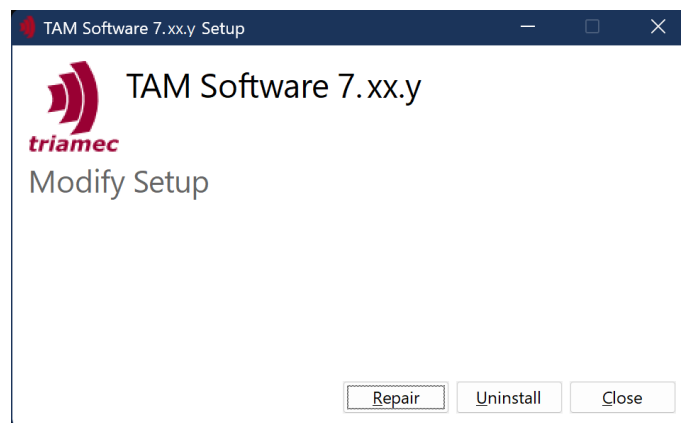 TAM Software 7.xx.y Setup
TAM Software 7.xx.y
triamec
Modify Setup
Repair Uninstall Close